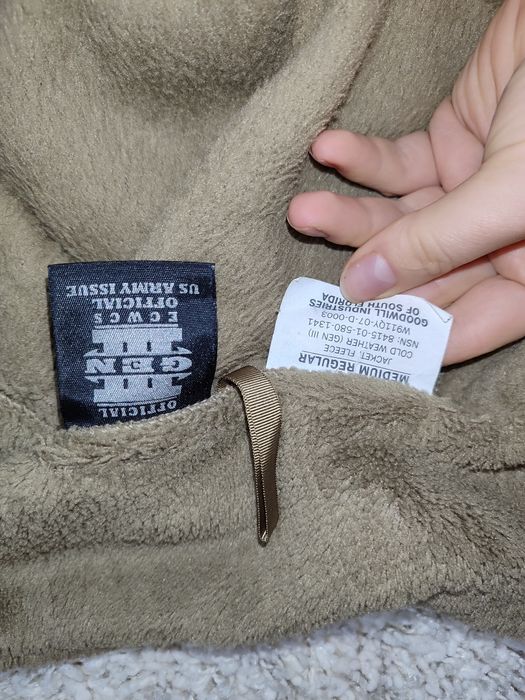 OFFICIAL
GEN
III
ECWCS
OFFICIAL
US ARMY ISSUE
MEDIUM REGULAR
JACKET, FLEECE
COLD WEATHER (GEN III)
NSN: 8415-01-580-1341
W911QY-07-D-0003
GOODWILL INDUSTRIES
OF SOUTH FLORIDA